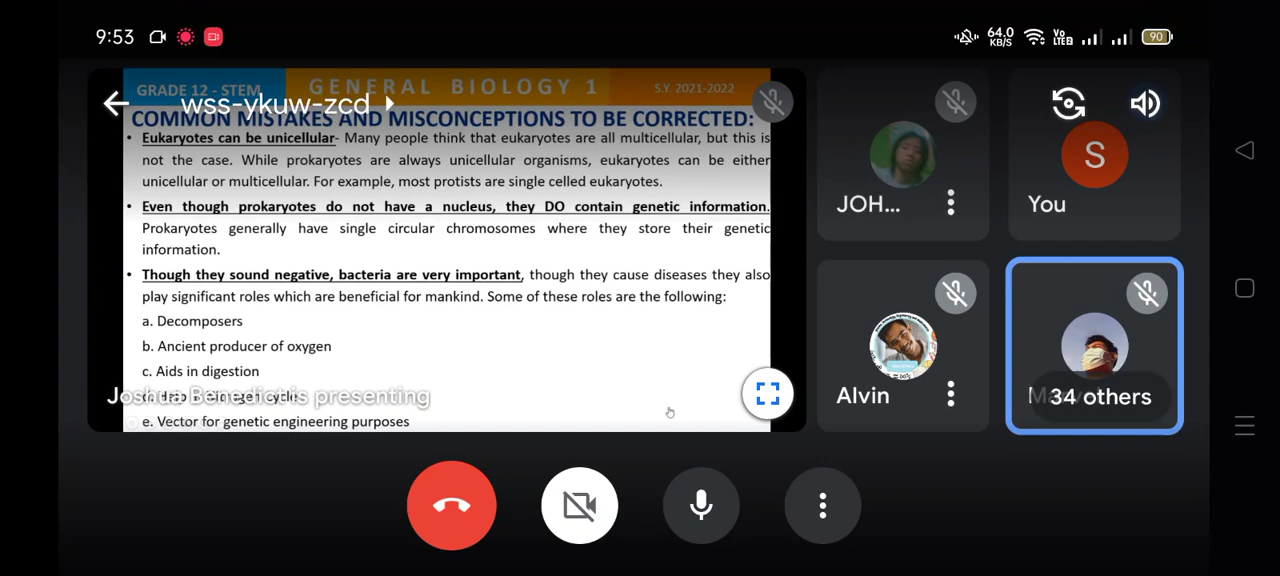 9:53
64.0
KB/S
Vo
LTE2
90
GRADE 12 - STEM
GENERAL BIOLOGY 1
S.Y. 2021-2022
wss-ykuw-zcd
COMMON MISTAKES AND MISCONCEPTIONS TO BE CORRECTED:
• Eukaryotes can be unicellular- Many people think that eukaryotes are all multicellular, but this is
not the case. While prokaryotes are always unicellular organisms, eukaryotes can be either
unicellular or multicellular. For example, most protists are single celled eukaryotes.
• Even though prokaryotes do not have a nucleus, they DO contain genetic information.
Prokaryotes generally have single circular chromosomes where they store their genetic
information.
• Though they sound negative, bacteria are very important, though they cause diseases they also
play significant roles which are beneficial for mankind. Some of these roles are the following:
a. Decomposers
b. Ancient producer of oxygen
c. Aids in digestion
Joshua Benedict is presenting
e. Vector for genetic engineering purposes
JOH...
S
You
Alvin
34 others